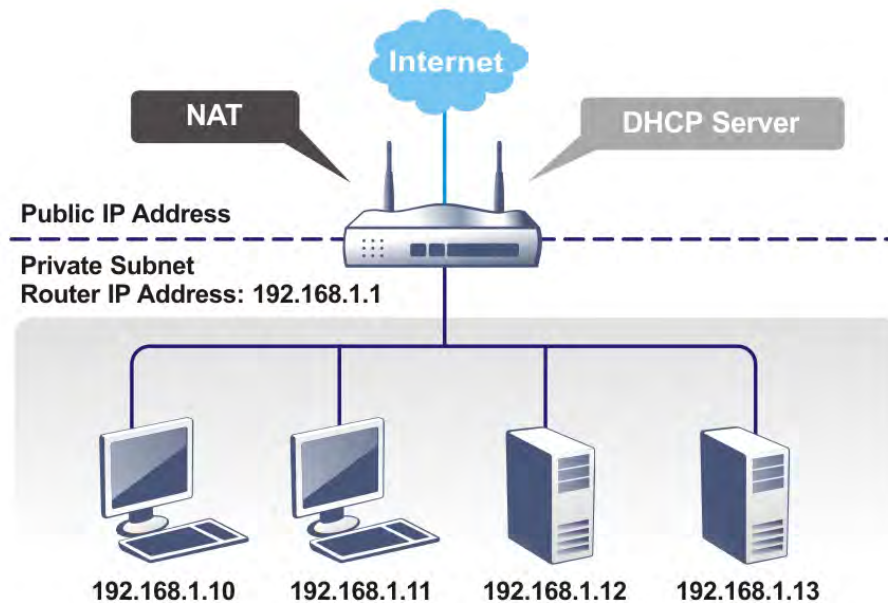 Internet
NAT
DHCP Server
Public IP Address
Private Subnet
Router IP Address: 192.168.1.1
192.168.1.10
192.168.1.11
192.168.1.12
192.168.1.13